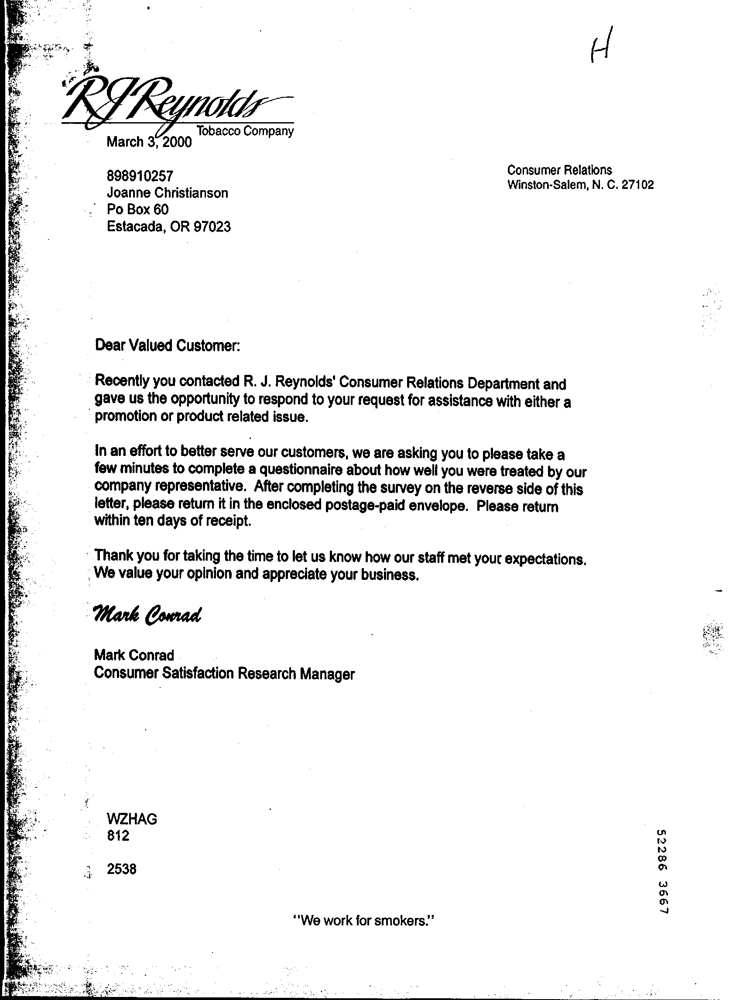 H
RJReynolds
Tobacco Company
March 3, 2000
898910257
Joanne Christianson
Po Box 60
Estacada, OR 97023
Consumer Relations
Winston-Salem, N. C. 27102
Dear Valued Customer:
Recently you contacted R. J. Reynolds' Consumer Relations Department and
gave us the opportunity to respond to your request for assistance with either a
promotion or product related issue.
In an effort to better serve our customers, we are asking you to please take a
few minutes to complete a questionnaire about how well you were treated by our
company representative. After completing the survey on the reverse side of this
letter, please return it in the enclosed postage-paid envelope. Please return
within ten days of receipt.
Thank you for taking the time to let us know how our staff met your expectations.
We value your opinion and appreciate your business.
Mark Conrad
Mark Conrad
Consumer Satisfaction Research Manager
WZHAG
812
2538
52286 3667
"We work for smokers."